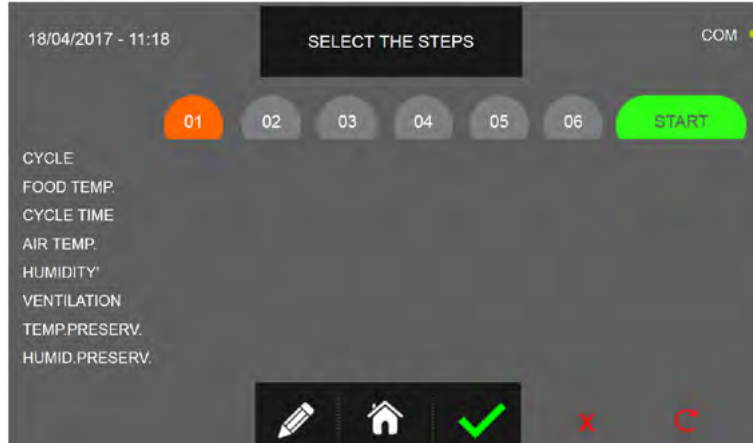 18/04/2017 - 11:18
SELECT THE STEPS
COM
01 02 03 04 05 06 START
CYCLE
FOOD TEMP.
CYCLE TIME
AIR TEMP.
HUMIDITY'
VENTILATION
TEMP.PRESERV.
HUMID.PRESERV.
X